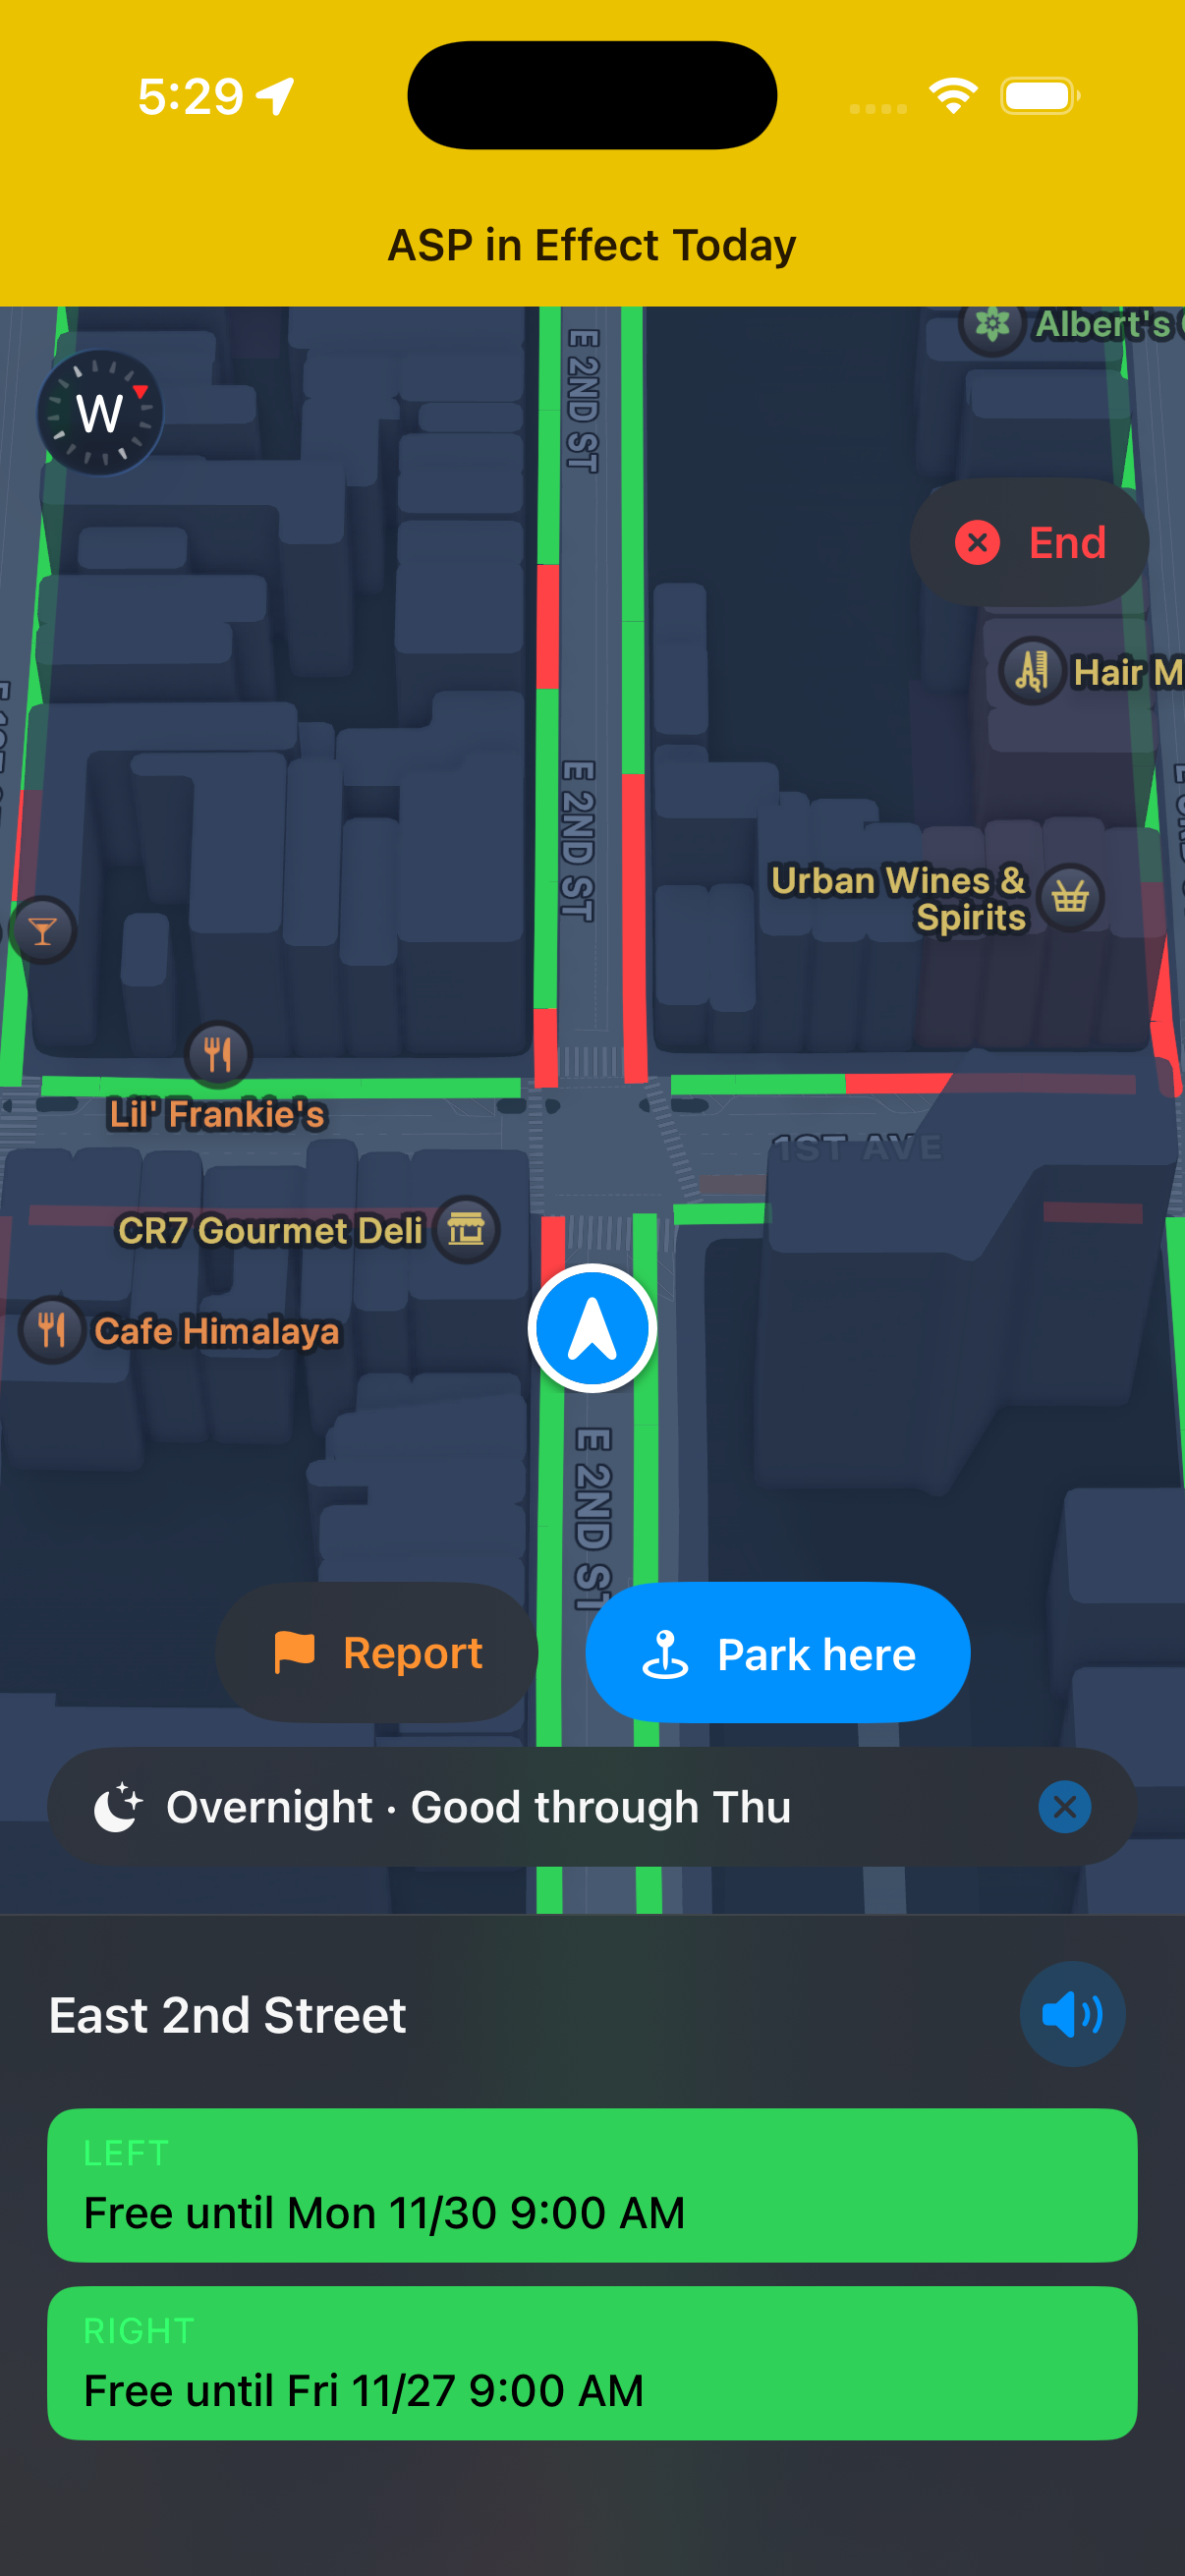 5:29
ASP in Effect Today
E 2ND ST
Albert's
W
End
Hair M
E 2ND ST
Urban Wines &
Spirits
Lil' Frankie's
1ST AVE
CR7 Gourmet Deli
Cafe Himalaya
E 2ND ST
Report
Park here
Overnight · Good through Thu
East 2nd Street
LEFT
Free until Mon 11/30 9:00 AM
RIGHT
Free until Fri 11/27 9:00 AM